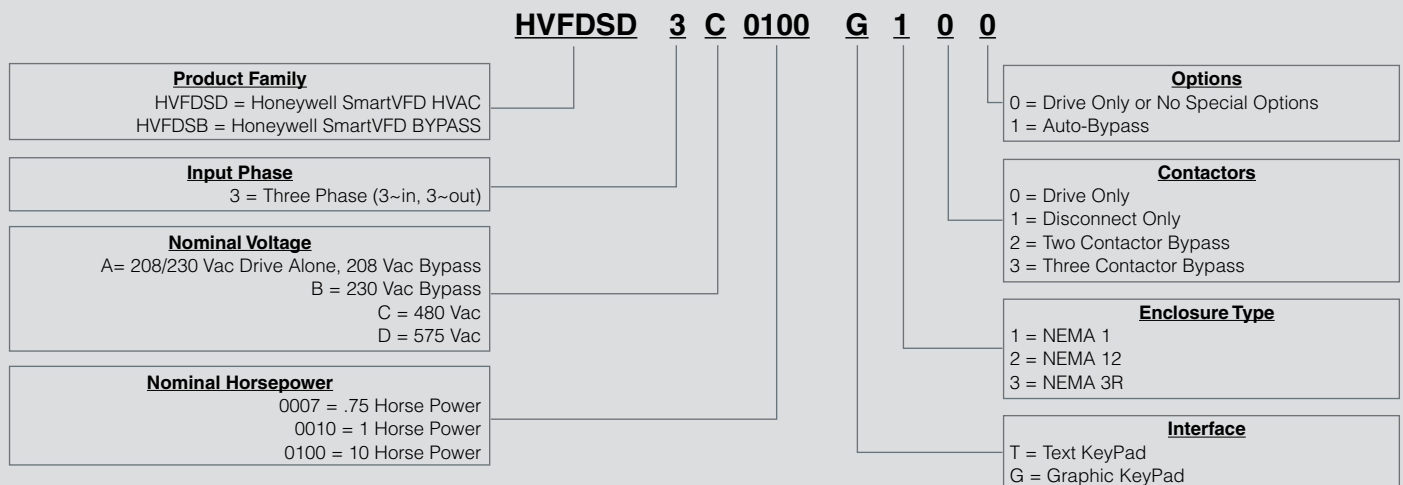 HVFDSD 3 C 0100 G 1 0 0
Product Family
HVFDSD = Honeywell SmartVFD HVAC
HVFDSB = Honeywell SmartVFD BYPASS
Input Phase
3 = Three Phase (3~in, 3~out)
Nominal Voltage
A= 208/230 Vac Drive Alone, 208 Vac Bypass
B = 230 Vac Bypass
C = 480 Vac
D = 575 Vac
Nominal Horsepower
0007 = .75 Horse Power
0010 = 1 Horse Power
0100 = 10 Horse Power
Options
0 = Drive Only or No Special Options
1 = Auto-Bypass
Contactors
0 = Drive Only
1 = Disconnect Only
2 = Two Contactor Bypass
3 = Three Contactor Bypass
Enclosure Type
1 = NEMA 1
2 = NEMA 12
3 = NEMA 3R
Interface
T = Text KeyPad
G = Graphic KeyPad